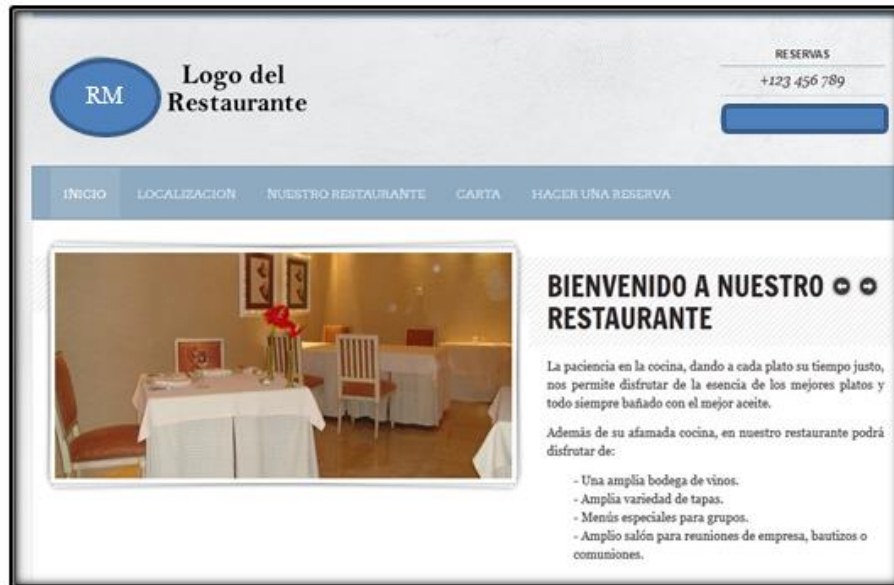 RM
Logo del
Restaurante
RESERVAS
+123 456 789
INICIO LOCALIZACION NUESTRO RESTAURANTE CARTA HACER UNA RESERVA
BIENVENIDO A NUESTRO
RESTAURANTE
La paciencia en la cocina, dando a cada plato su tiempo justo,
nos permite disfrutar de la esencia de los mejores platos y
todo siempre bañado con el mejor aceite.
Además de su afamada cocina, en nuestro restaurante podrá
disfrutar de:
- Una amplia bodega de vinos.
- Amplia variedad de tapas.
- Menús especiales para grupos.
- Amplio salón para reuniones de empresa, bautizos o
comuniones.